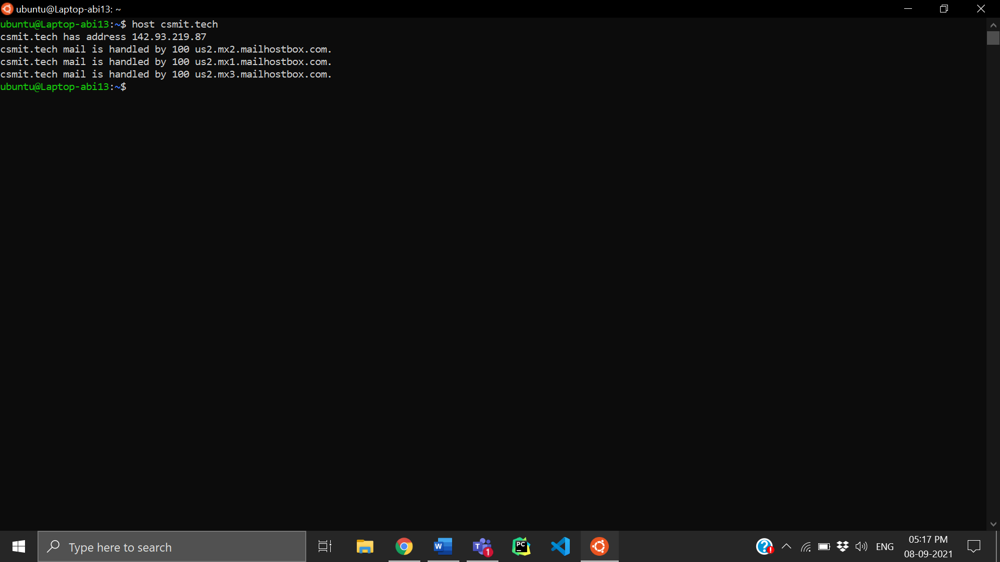 ubuntu@Laptop-abi13: ~
ubuntu@Laptop-abi13:~$ host csmit.tech
csmit.tech has address 142.93.219.87
csmit.tech mail is handled by 100 us2.mx2.mailhostbox.com.
csmit.tech mail is handled by 100 us2.mx1.mailhostbox.com.
csmit.tech mail is handled by 100 us2.mx3.mailhostbox.com.
ubuntu@Laptop-abi13:~$
Type here to search
W
T
1
PC
?
!
ENG
05:17 PM
08-09-2021